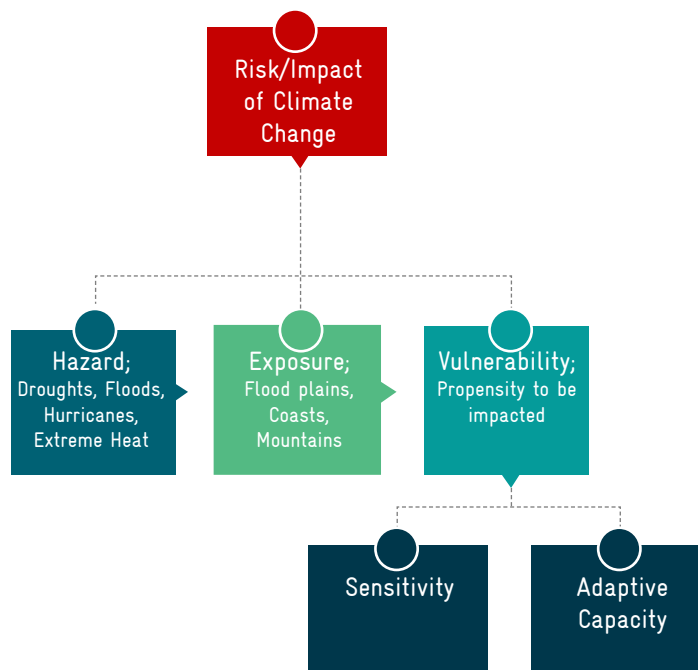 Risk/Impact
of Climate
Change
Hazard;
Droughts, Floods,
Hurricanes,
Extreme Heat
Exposure;
Flood plains,
Coasts,
Mountains
Vulnerability;
Propensity to be
impacted
Sensitivity
Adaptive
Capacity